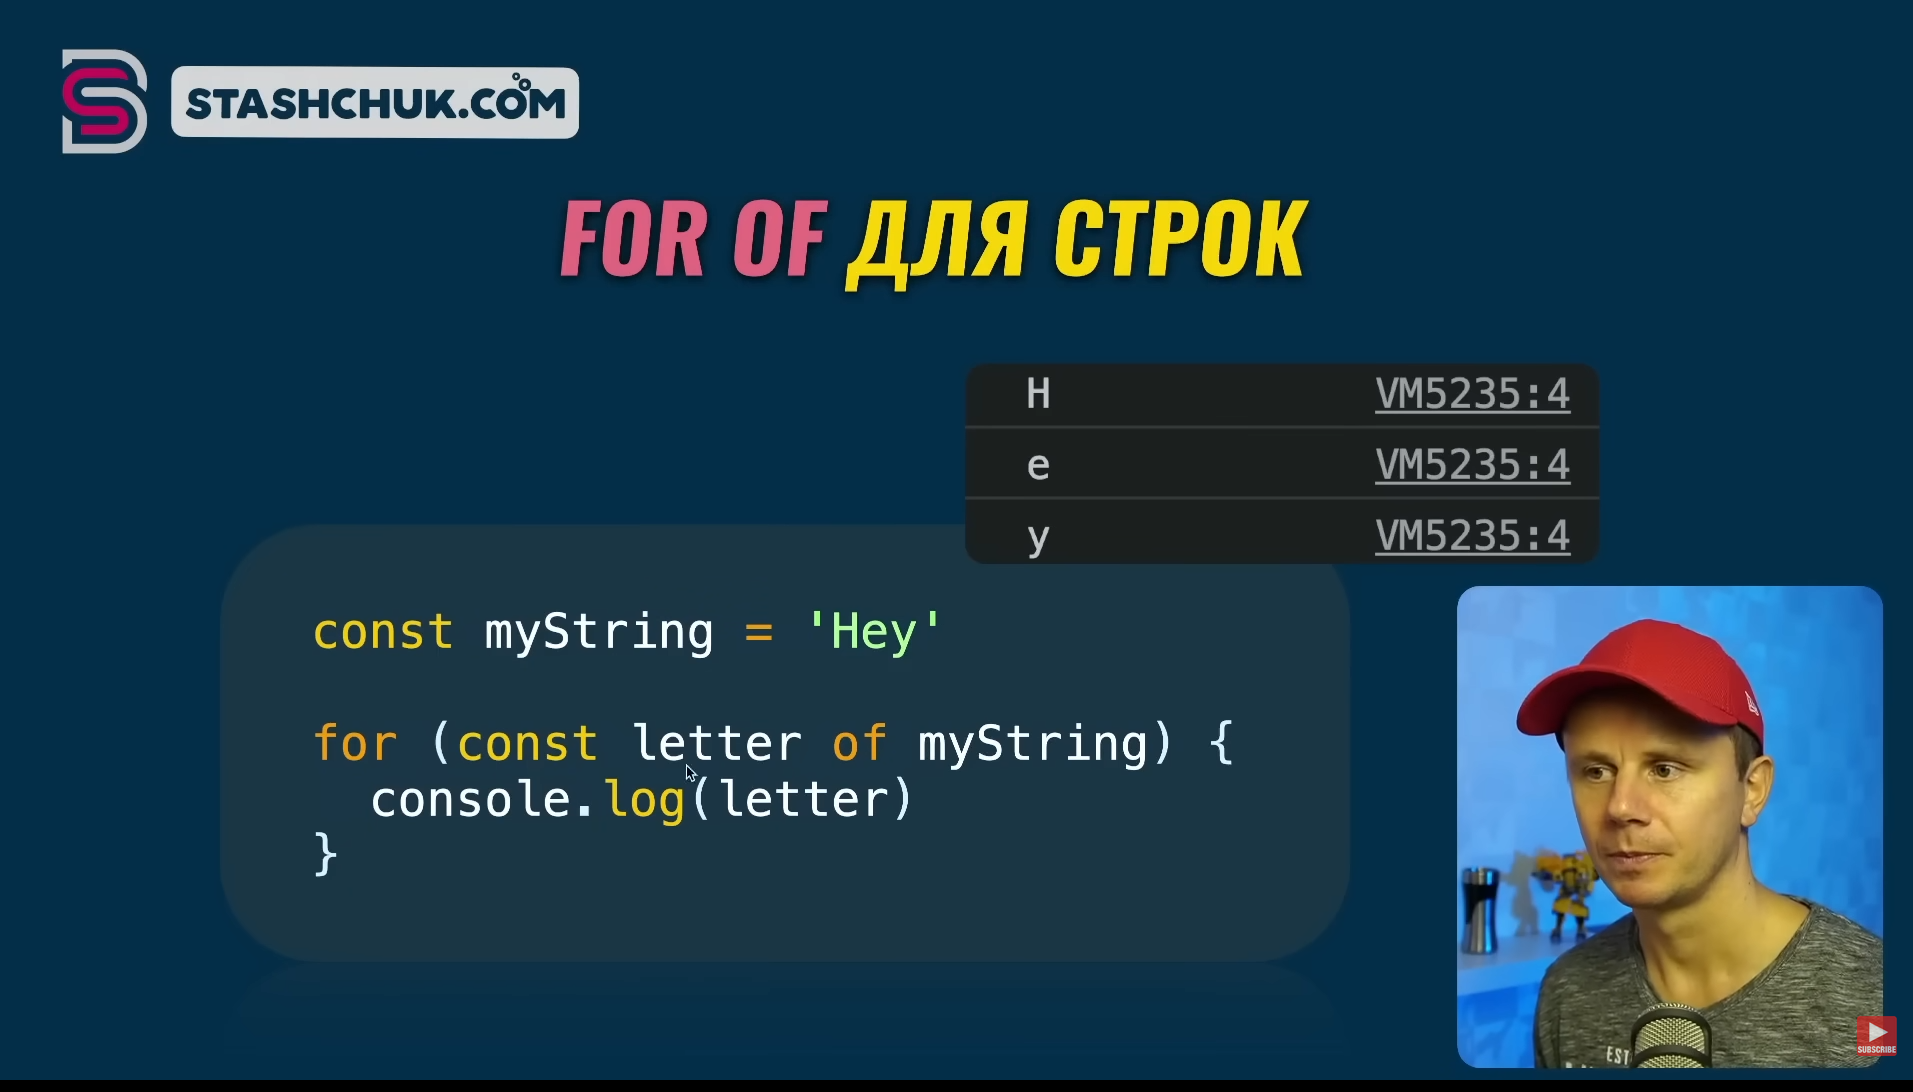 STASHCHUK.COM
FOR OF ДЛЯ СТРОК
H VM5235:4
e VM5235:4
y VM5235:4
const myString = 'Hey'
for (const letter of myString) {
  console.log(letter)
}
EST
SUBSCRIBE